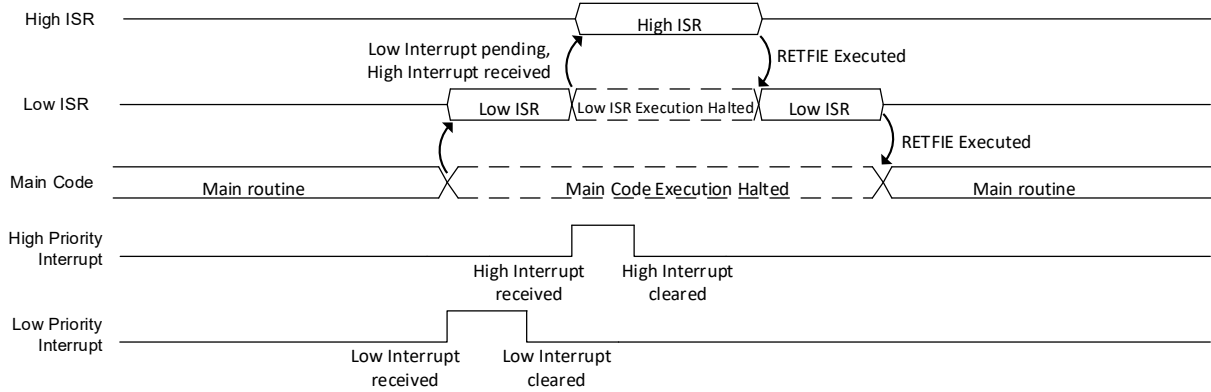 High ISR
High ISR
Low Interrupt pending,
High Interrupt received
RETFIE Executed
Low ISR
Low ISR
Low ISR Execution Halted
Low ISR
RETFIE Executed
Main Code
Main routine
Main Code Execution Halted
Main routine
High Priority
Interrupt
High Interrupt
received
High Interrupt
cleared
Low Priority
Interrupt
Low Interrupt
received
Low Interrupt
cleared